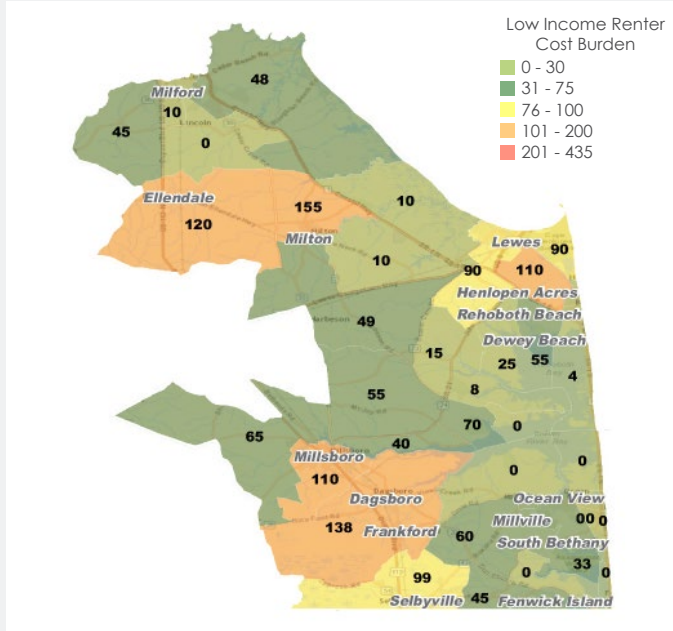 Low Income Renter
Cost Burden
0 - 30
31 - 75
76 - 100
101 - 200
201 - 435
48
Milford
10
45
Lincoln
0
Ellendale
155
10
120
Milton
Lewes
90
10
90
110
Henlopen Acres
Rehoboth Beach
49
Harbeson
Dewey Beach
15
25
55
4
8
55
70
0
65
40
Millsboro
0
0
110
Dagsboro
Ocean View
138
Frankford
Millville
00
0
60
South Bethany
33
99
0
0
Selbyville
45
Fenwick Island